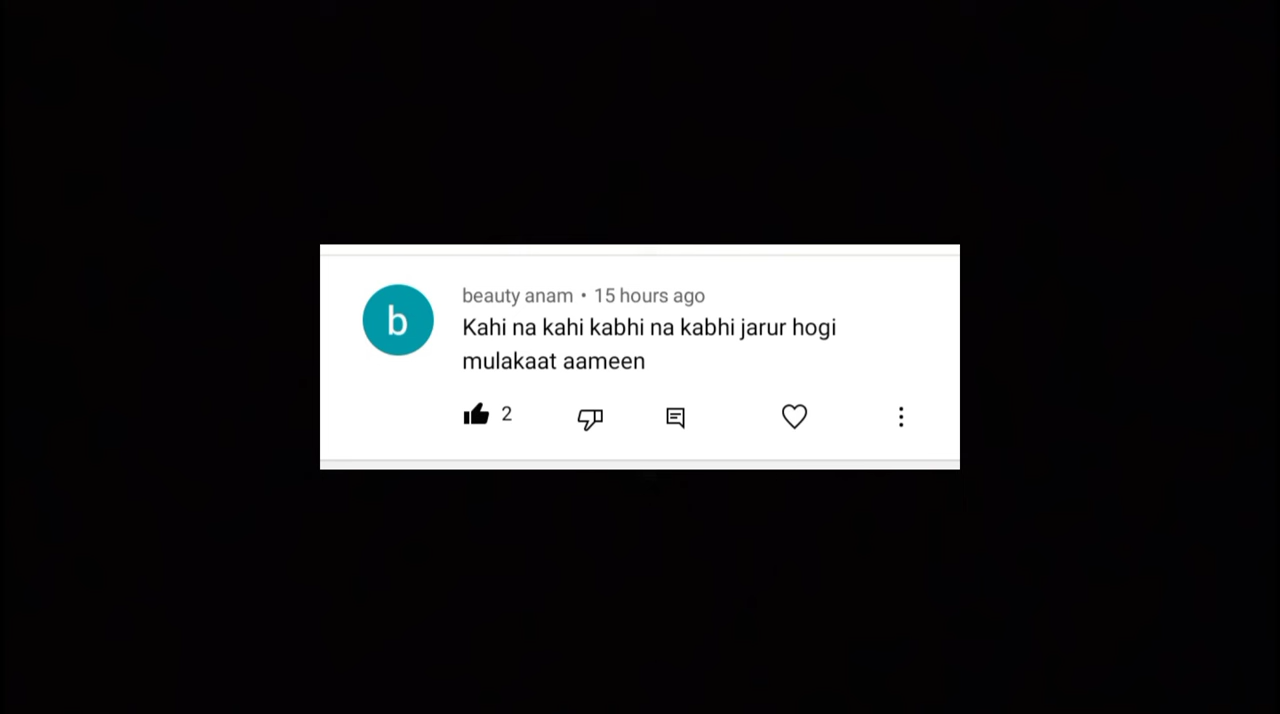 b
beauty anam • 15 hours ago
Kahi na kahi kabhi na kabhi jarur hogi
mulakaat aameen
2